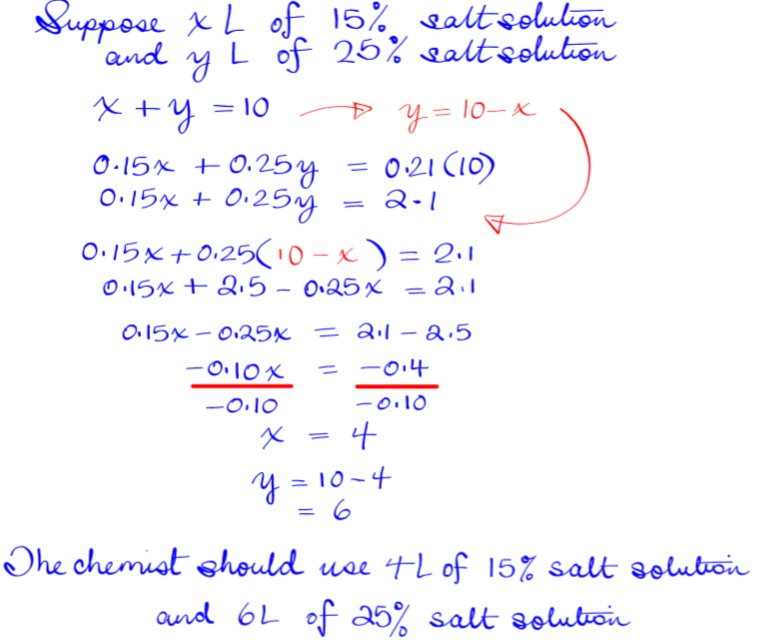 Suppose x L of 15% salt solution
and y L of 25% salt solution
x + y = 10 → y = 10 - x
0.15x + 0.25y = 0.21(10)
0.15x + 0.25y = 2.1
0.15x + 0.25(10 - x) = 2.1
0.15x + 2.5 - 0.25x = 2.1
0.15x - 0.25x = 2.1 - 2.5
-0.10x = -0.4
-0.10 -0.10
x = 4
y = 10 - 4
= 6
The chemist should use 4L of 15% salt solution
and 6L of 25% salt solution